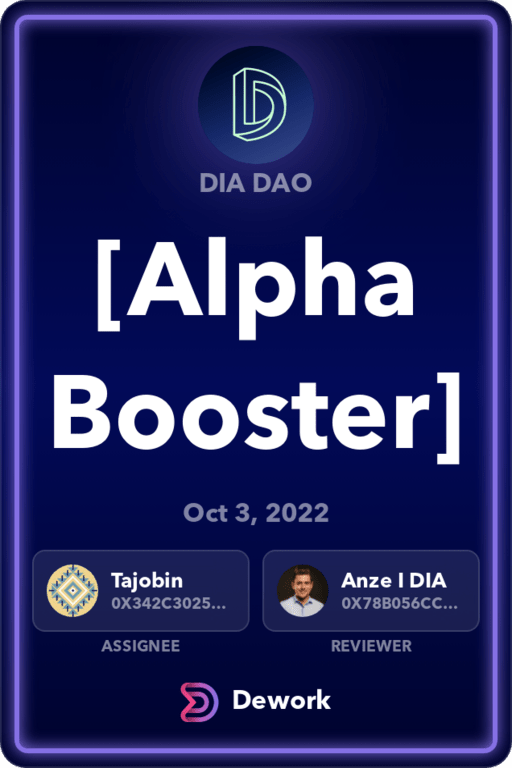 DIA DAO
[Alpha
Booster]
Oct 3, 2022
Tajobin
0X342C3025...
ASSIGNEE
Anze I DIA
0X78B056CC...
REVIEWER
Dework